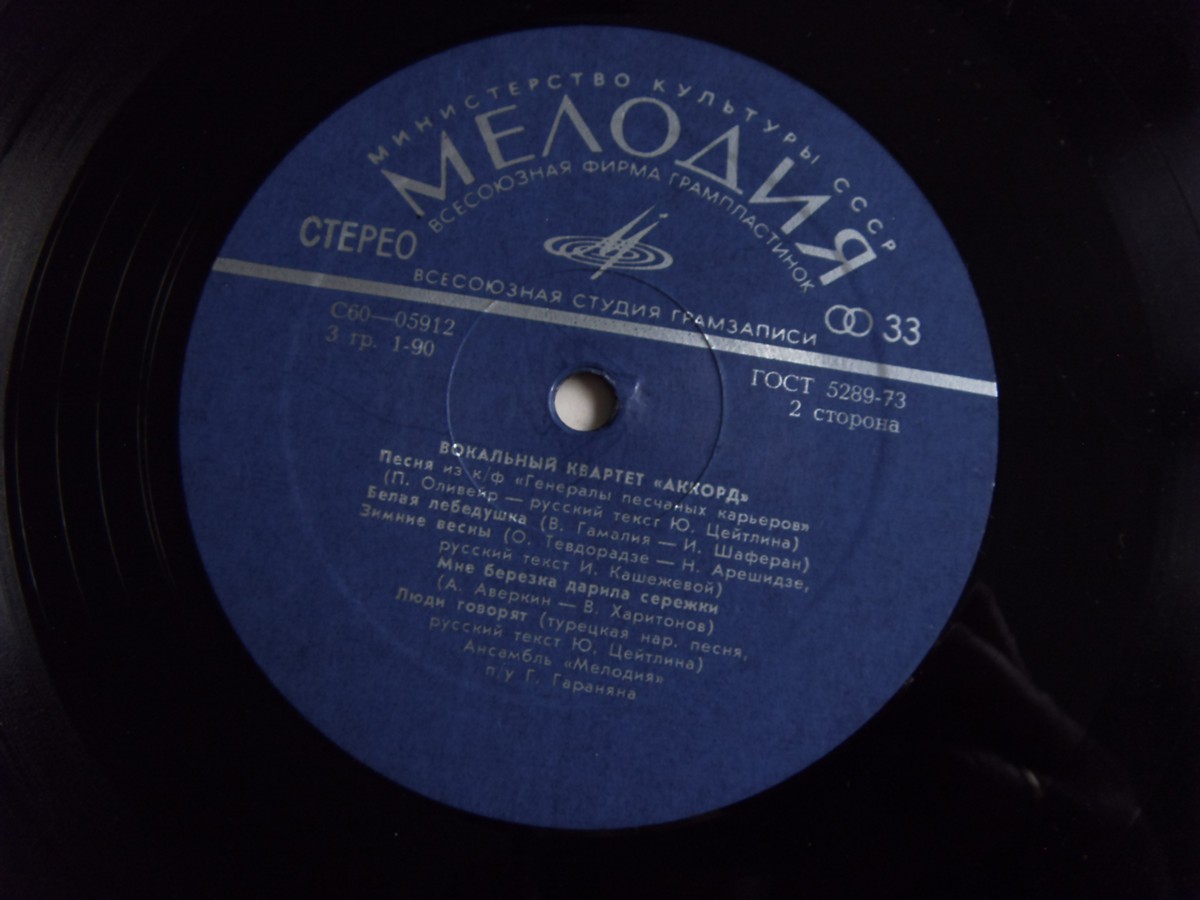 МИНИСТЕРСТВО КУЛЬТУРЫ СССР
МЕЛОДИЯ
ВСЕСОЮЗНАЯ ФИРМА ГРАМПЛАСТИНОК
СТЕРЕО
ВСЕСОЮЗНАЯ СТУДИЯ ГРАМЗАПИСИ
33
С60—05912
3 гр. 1-90
ГОСТ 5289-73
2 сторона
ВОКАЛЬНЫЙ КВАРТЕТ «АККОРД»
Песня из к/ф «Генералы песчаных карьеров»
(П. Оливейр — русский текст Ю. Цейтлина)
Белая лебедушка (В. Гамалия — И. Шаферан)
Зимние весны (О. Тевдорадзе — Н. Арешидзе,
русский текст И. Кашежевой)
Мне березка дарила сережки
(А. Аверкин — В. Харитонов)
Люди говорят (турецкая нар. песня,
русский текст Ю. Цейтлина)
Ансамбль «Мелодия»
п/у Г. Гараняна